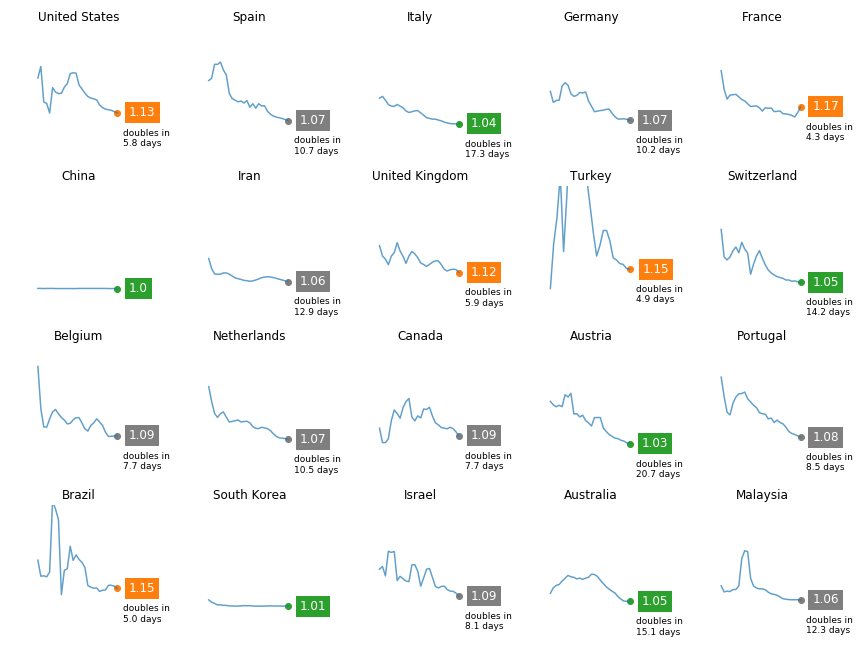 United States
1.13
doubles in
5.8 days
Spain
1.07
doubles in
10.7 days
Italy
1.04
doubles in
17.3 days
Germany
1.07
doubles in
10.2 days
France
1.17
doubles in
4.3 days
China
1.0
Iran
1.06
doubles in
12.9 days
United Kingdom
1.12
doubles in
5.9 days
Turkey
1.15
doubles in
4.9 days
Switzerland
1.05
doubles in
14.2 days
Belgium
1.09
doubles in
7.7 days
Netherlands
1.07
doubles in
10.5 days
Canada
1.09
doubles in
7.7 days
Austria
1.03
doubles in
20.7 days
Portugal
1.08
doubles in
8.5 days
Brazil
1.15
doubles in
5.0 days
South Korea
1.01
Israel
1.09
doubles in
8.1 days
Australia
1.05
doubles in
15.1 days
Malaysia
1.06
doubles in
12.3 days